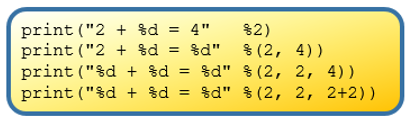 print("2 + %d = 4"   %2)
print("2 + %d = %d"  %(2, 4))
print("%d + %d = %d" %(2, 2, 4))
print("%d + %d = %d" %(2, 2, 2+2))